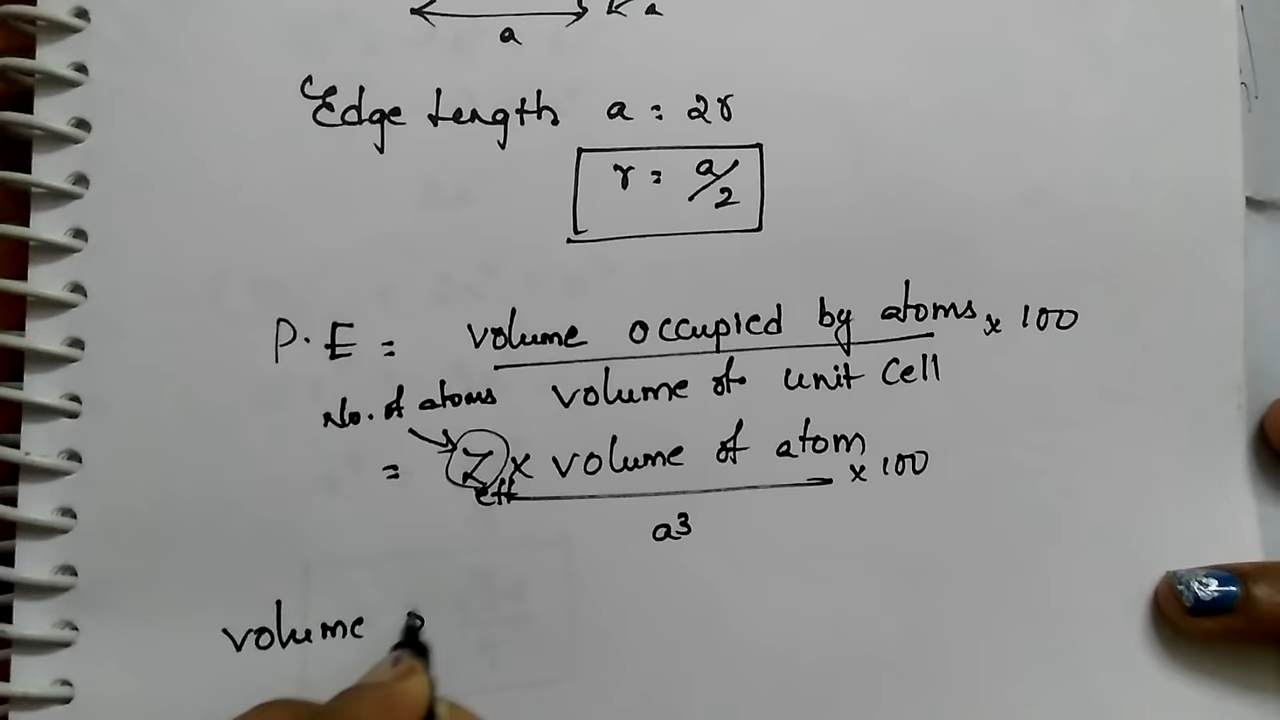 a
a
Edge Length a = 2r
r = a/2
P.E = volume occupied by atoms × 100
volume of unit cell
No. of atoms
= Z eff × volume of atom × 100
a³
volume